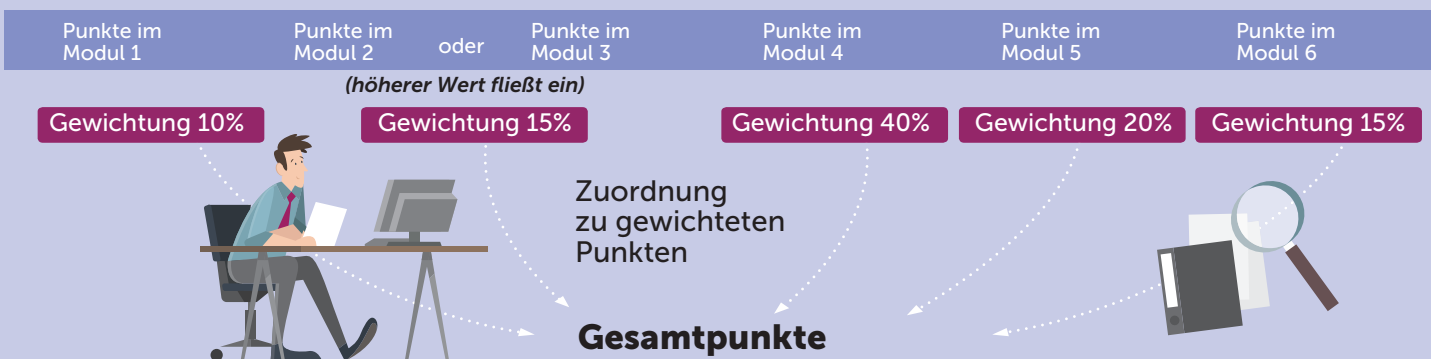 Punkte im
Modul 1
Punkte im
Modul 2
oder
Punkte im
Modul 3
Punkte im
Modul 4
Punkte im
Modul 5
Punkte im
Modul 6
(höherer Wert fließt ein)
Gewichtung 10%
Gewichtung 15%
Gewichtung 40%
Gewichtung 20%
Gewichtung 15%
Zuordnung
zu gewichteten
Punkten
Gesamtpunkte